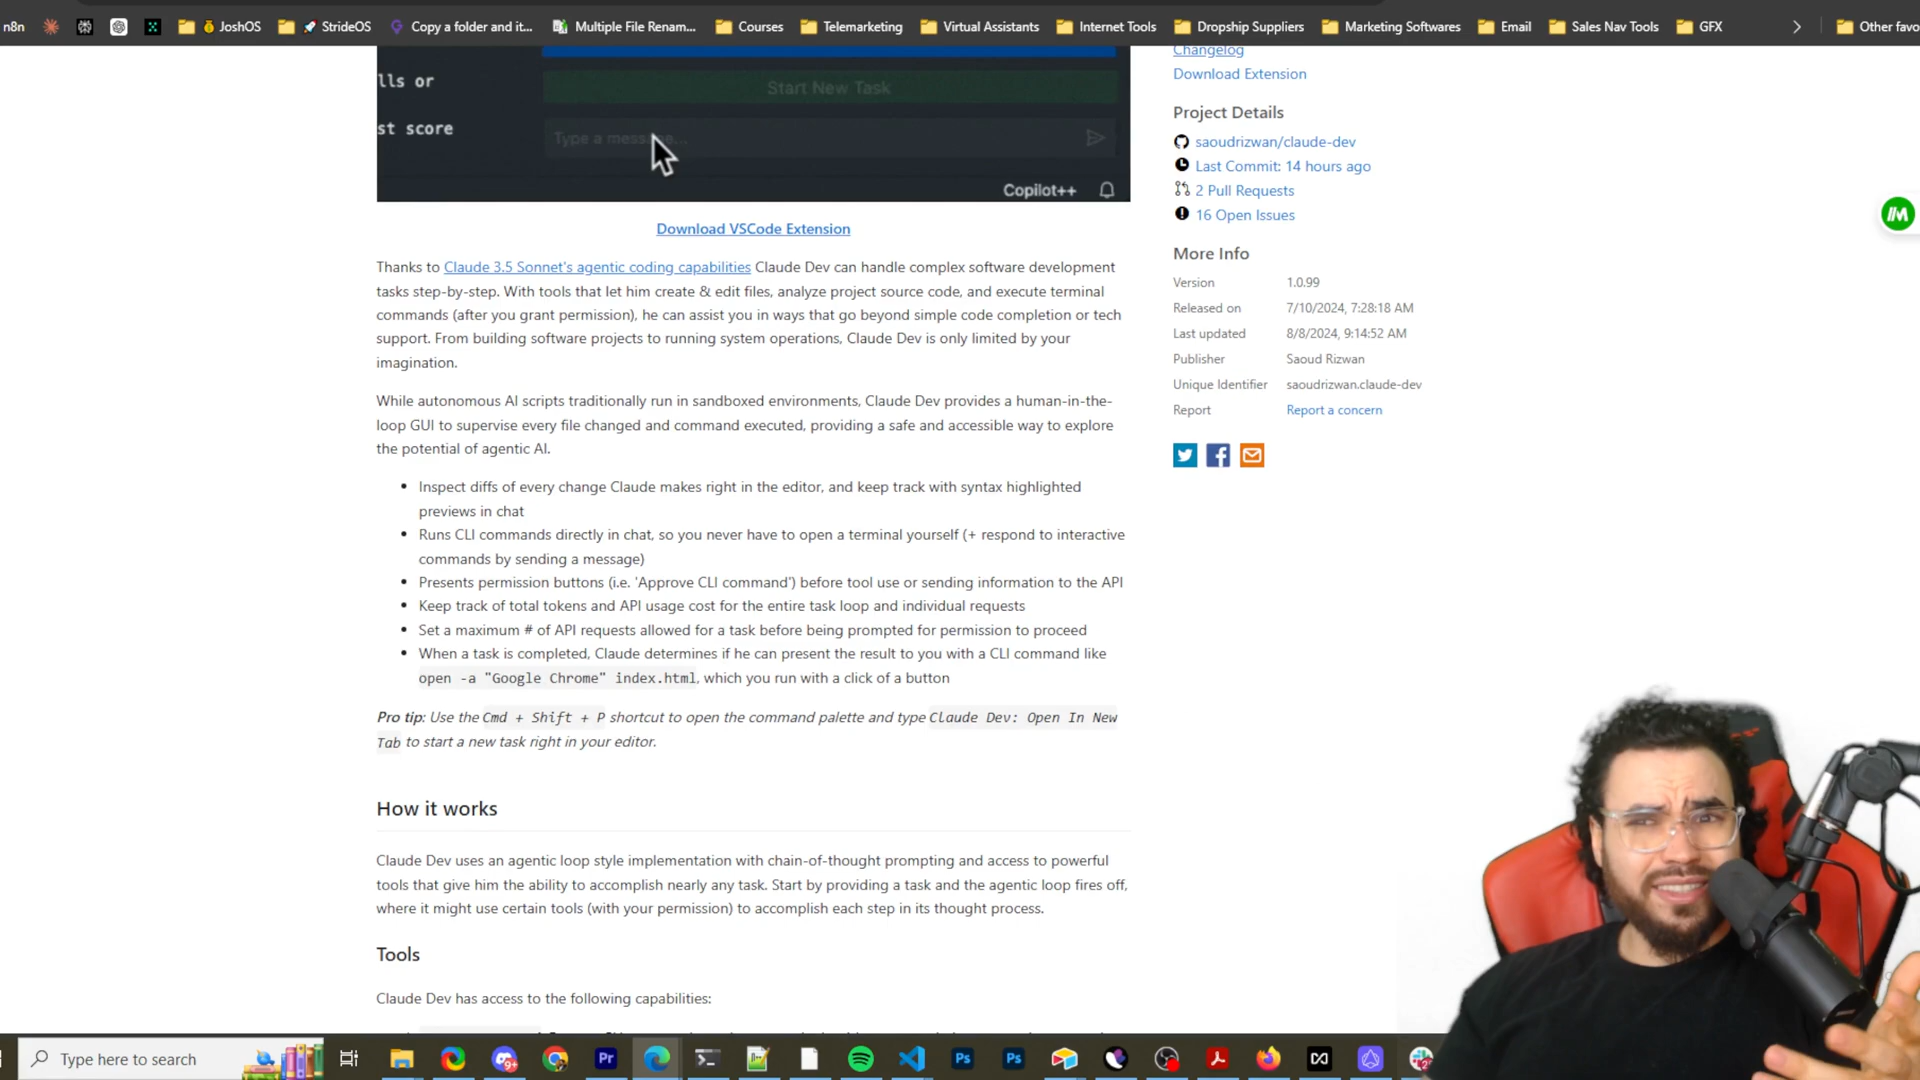 n8n JoshOS StrideOS Copy a folder and it... Multiple File Renam... Courses Telemarketing Virtual Assistants Internet Tools Dropship Suppliers Marketing Softwares Email Sales Nav Tools GFX Other favo
lls or
st score
Start New Task
Type a message...
Copilot++
Download VSCode Extension
Thanks to Claude 3.5 Sonnet's agentic coding capabilities Claude Dev can handle complex software development
tasks step-by-step. With tools that let him create & edit files, analyze project source code, and execute terminal
commands (after you grant permission), he can assist you in ways that go beyond simple code completion or tech
support. From building software projects to running system operations, Claude Dev is only limited by your
imagination.
While autonomous AI scripts traditionally run in sandboxed environments, Claude Dev provides a human-in-the-
loop GUI to supervise every file changed and command executed, providing a safe and accessible way to explore
the potential of agentic AI.
Inspect diffs of every change Claude makes right in the editor, and keep track with syntax highlighted
previews in chat
Runs CLI commands directly in chat, so you never have to open a terminal yourself (+ respond to interactive
commands by sending a message)
Presents permission buttons (i.e. 'Approve CLI command') before tool use or sending information to the API
Keep track of total tokens and API usage cost for the entire task loop and individual requests
Set a maximum # of API requests allowed for a task before being prompted for permission to proceed
When a task is completed, Claude determines if he can present the result to you with a CLI command like
open -a "Google Chrome" index.html, which you run with a click of a button
Pro tip: Use the Cmd + Shift + P shortcut to open the command palette and type Claude Dev: Open In New
Tab to start a new task right in your editor.
How it works
Claude Dev uses an agentic loop style implementation with chain-of-thought prompting and access to powerful
tools that give him the ability to accomplish nearly any task. Start by providing a task and the agentic loop fires off,
where it might use certain tools (with your permission) to accomplish each step in its thought process.
Tools
Claude Dev has access to the following capabilities:
Changelog
Download Extension
Project Details
saoudrizwan/claude-dev
Last Commit: 14 hours ago
2 Pull Requests
16 Open Issues
More Info
Version 1.0.99
Released on 7/10/2024, 7:28:18 AM
Last updated 8/8/2024, 9:14:52 AM
Publisher Saoud Rizwan
Unique Identifier saoudrizwan.claude-dev
Report Report a concern
Type here to search
9+ Pr Ps Ps